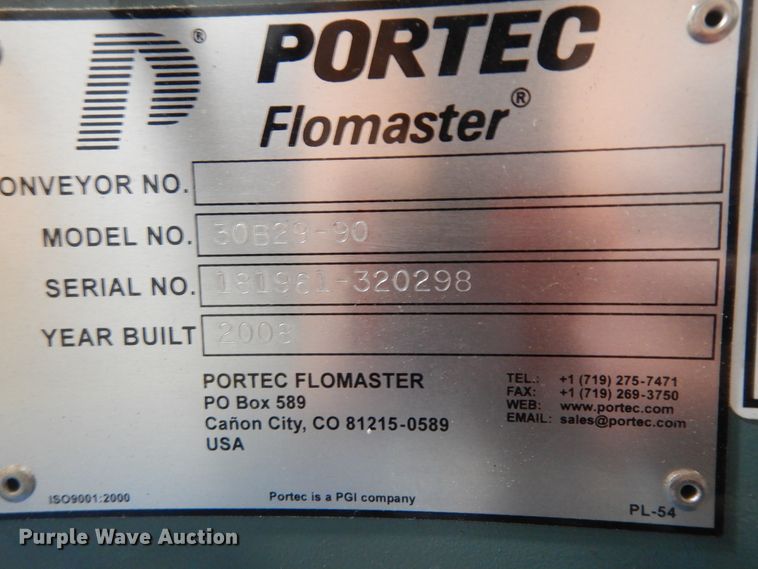 PORTEC
Flomaster®
ONVEYOR NO.
MODEL NO. 30B29-90
SERIAL NO. 181981-320298
YEAR BUILT 2008
PORTEC FLOMASTER
PO Box 589
Cañon City, CO 81215-0589
USA
TEL.: +1 (719) 275-7471
FAX: +1 (719) 269-3750
WEB: www.portec.com
EMAIL: sales@portec.com
ISO9001:2000
Portec is a PGI company
PL-54
Purple Wave Auction